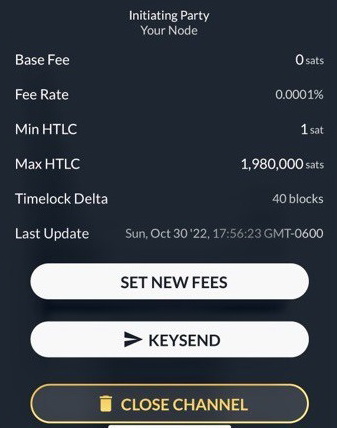 Initiating Party
Your Node
Base Fee 0 sats
Fee Rate 0.0001%
Min HTLC 1 sat
Max HTLC 1,980,000 sats
Timelock Delta 40 blocks
Last Update Sun, Oct 30 '22, 17:56:23 GMT-0600
SET NEW FEES
KEYSEND
CLOSE CHANNEL